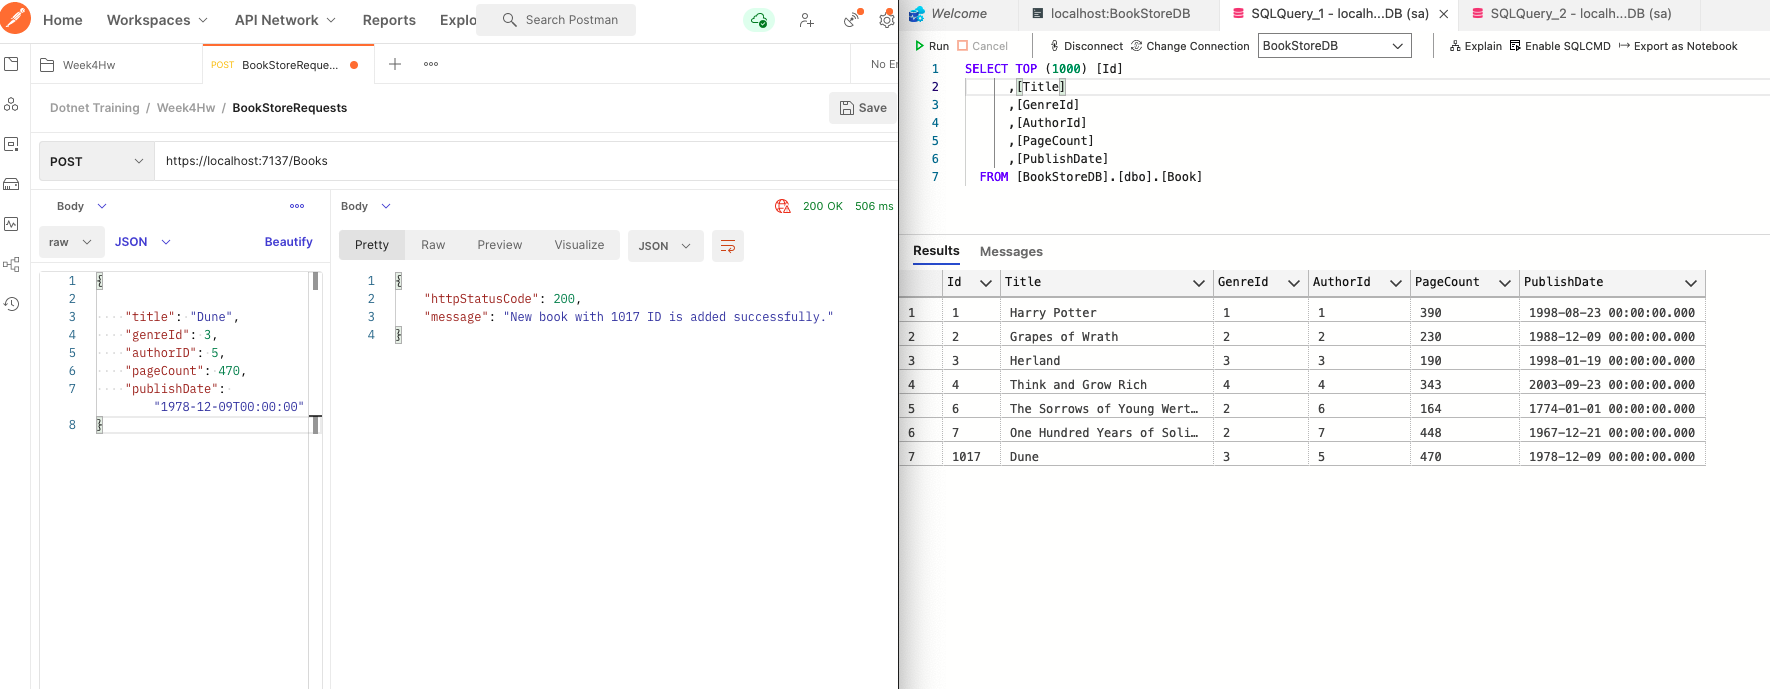 Home Workspaces API Network Reports Explo Search Postman
Week4Hw POST BookStoreReque... No En
Dotnet Training / Week4Hw / BookStoreRequests Save
POST https://localhost:7137/Books
Body ••• Body 200 OK 506 ms
raw JSON Beautify Pretty Raw Preview Visualize JSON
1 {
2
3 "title": "Dune",
4 "genreId": 3,
5 "authorID": 5,
6 "pageCount": 470,
7 "publishDate":
"1978-12-09T00:00:00"
8 }
1 {
2 "httpStatusCode": 200,
3 "message": "New book with 1017 ID is added successfully."
4 }
Welcome localhost:BookStoreDB SQLQuery_1 - localh...DB (sa) SQLQuery_2 - localh...DB (sa)
Run Cancel Disconnect Change Connection BookStoreDB Explain Enable SQLCMD Export as Notebook
1 SELECT TOP (1000) [Id]
2 ,[Title]
3 ,[GenreId]
4 ,[AuthorId]
5 ,[PageCount]
6 ,[PublishDate]
7 FROM [BookStoreDB].[dbo].[Book]
Results Messages
Id Title GenreId AuthorId PageCount PublishDate
1 1 Harry Potter 1 1 390 1998-08-23 00:00:00.000
2 2 Grapes of Wrath 2 2 230 1988-12-09 00:00:00.000
3 3 Herland 3 3 190 1998-01-19 00:00:00.000
4 4 Think and Grow Rich 4 4 343 2003-09-23 00:00:00.000
5 6 The Sorrows of Young Wert… 2 6 164 1774-01-01 00:00:00.000
6 7 One Hundred Years of Soli… 2 7 448 1967-12-21 00:00:00.000
7 1017 Dune 3 5 470 1978-12-09 00:00:00.000